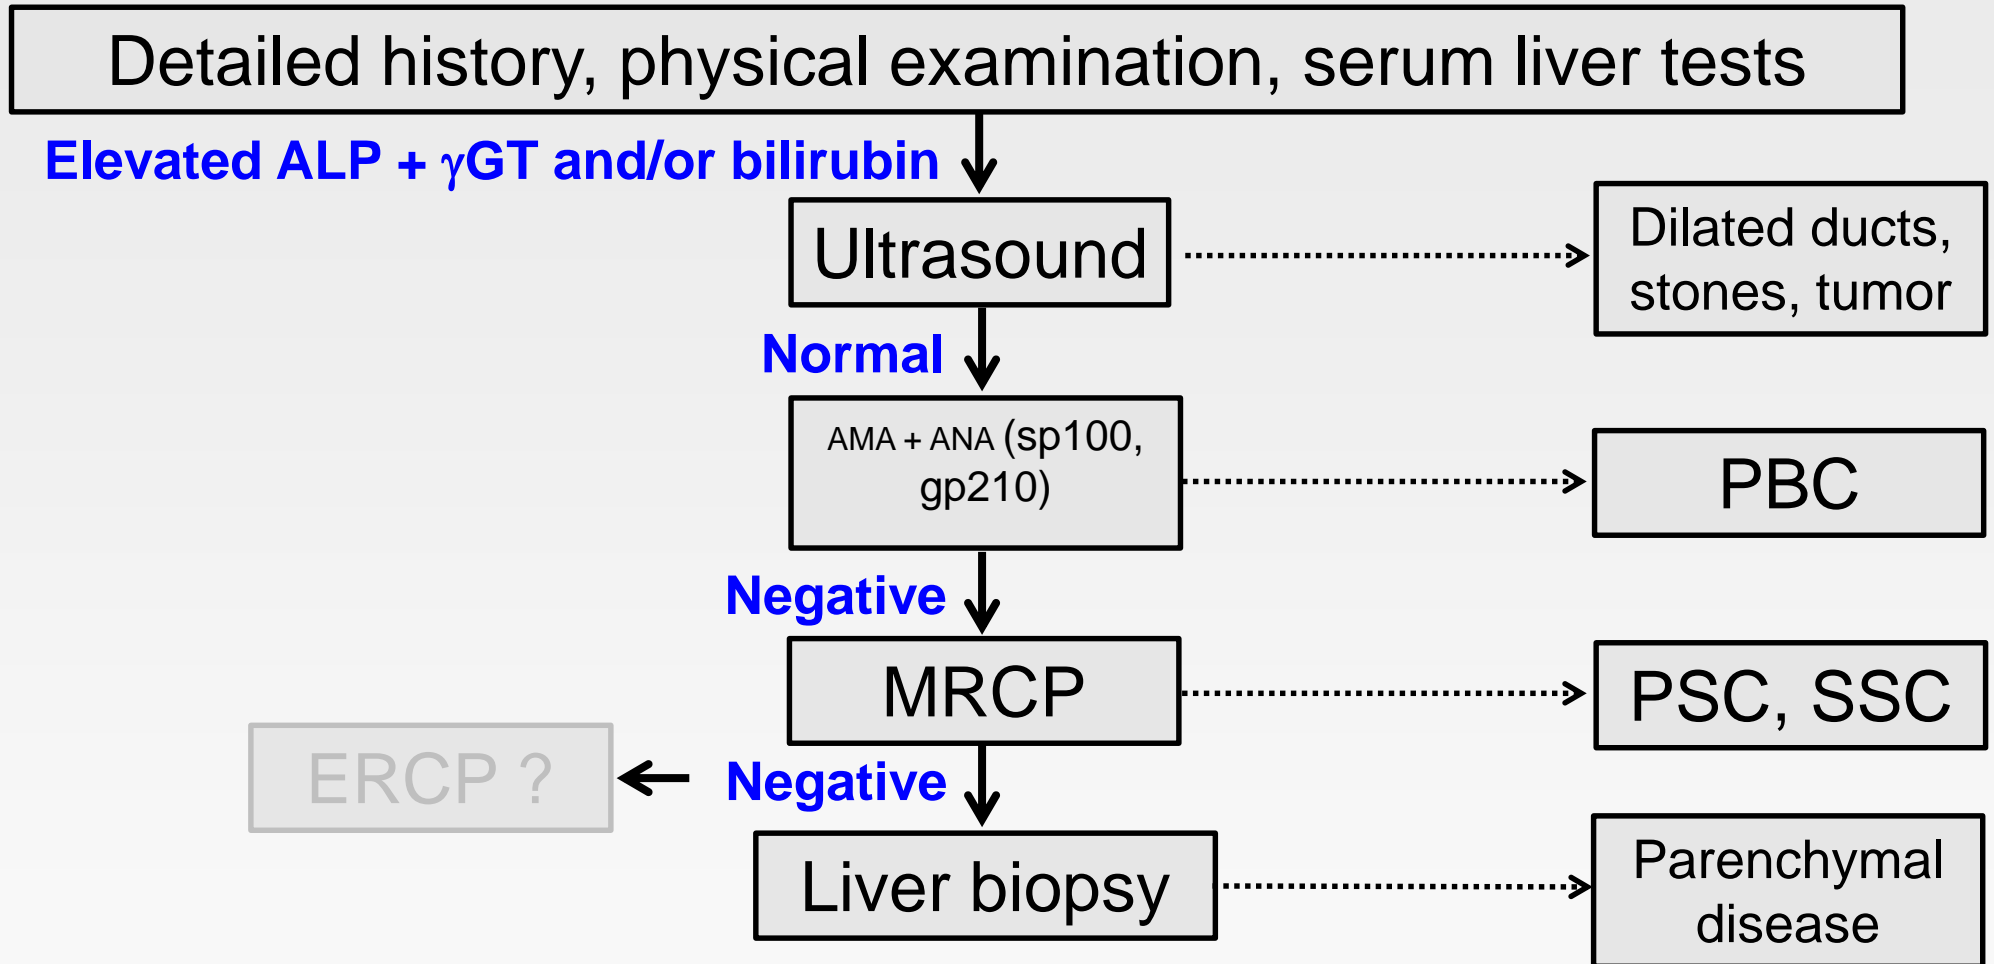 Detailed history, physical examination, serum liver tests
Elevated ALP + γGT and/or bilirubin
Ultrasound
Dilated ducts,
stones, tumor
Normal
AMA + ANA (sp100,
gp210)
PBC
Negative
MRCP
PSC, SSC
ERCP ?
Negative
Liver biopsy
Parenchymal
disease